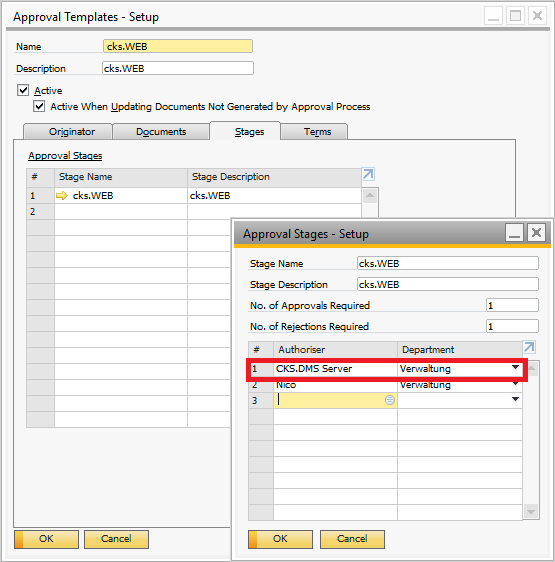 Approval Templates - Setup
Name cks.WEB
Description cks.WEB
Active
Active When Updating Documents Not Generated by Approval Process
Originator Documents Stages Terms
Approval Stages
# Stage Name Stage Description
1 cks.WEB cks.WEB
2
OK Cancel
Approval Stages - Setup
Stage Name cks.WEB
Stage Description cks.WEB
No. of Approvals Required 1
No. of Rejections Required 1
# Authoriser Department
1 CKS.DMS Server Verwaltung
2 Nico Verwaltung
3
OK Cancel